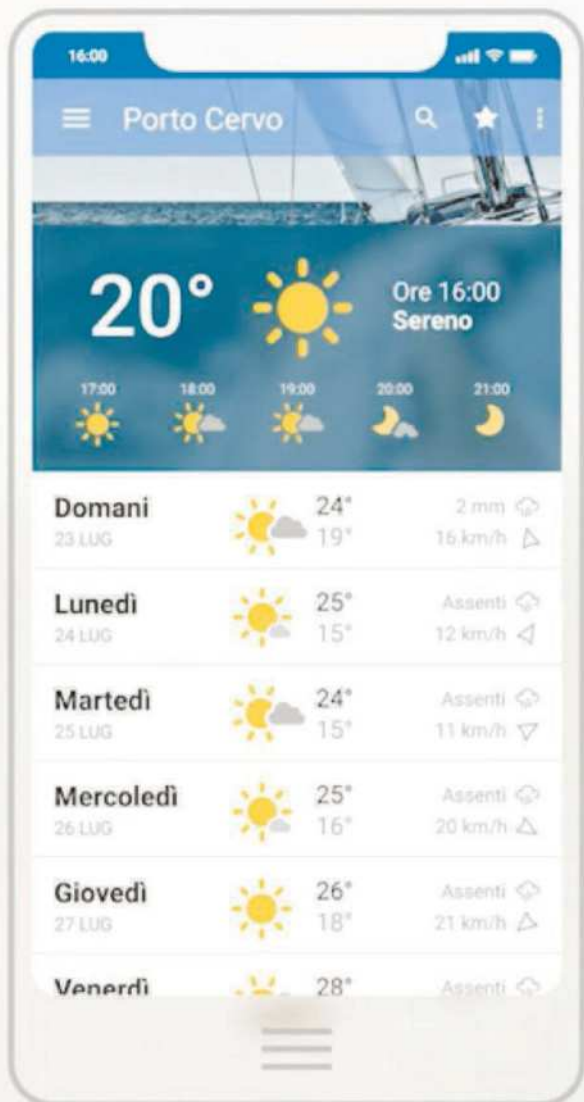 16:00
Porto Cervo
20°
Ore 16:00
Sereno
17:00 18:00 19:00 20:00 21:00
Domani 24° 2 mm
23 LUG 19° 16 km/h
Lunedì 25° Assenti
24 LUG 15° 12 km/h
Martedì 24° Assenti
25 LUG 15° 11 km/h
Mercoledì 25° Assenti
26 LUG 16° 20 km/h
Giovedì 26° Assenti
27 LUG 18° 21 km/h
Venerdì 28° Assenti